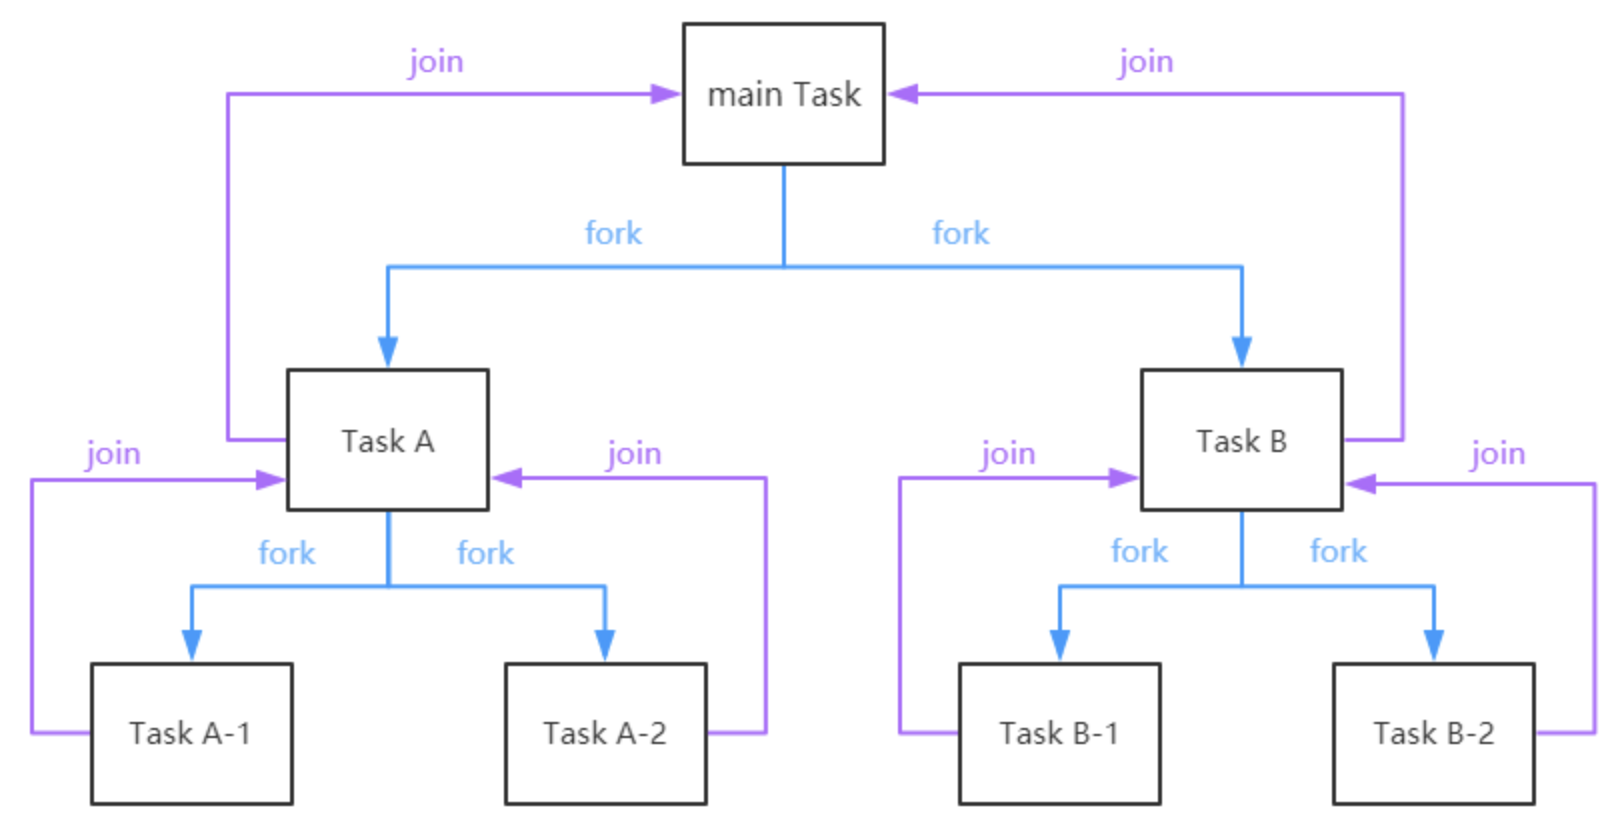 join
join
main Task
fork
fork
Task A
Task B
join
join
join
join
fork
fork
fork
fork
Task A-1
Task A-2
Task B-1
Task B-2